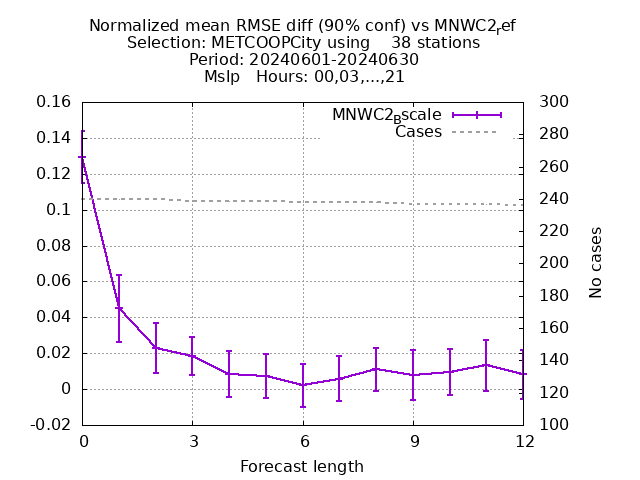 Normalized mean RMSE diff (90% conf) vs MNWC2ref
Selection: METCOOPCity using    38 stations
Period: 20240601-20240630
Mslp   Hours: 00,03,...,21
MNWC2Bscale
Cases
0.16
0.14
0.12
0.1
0.08
0.06
0.04
0.02
0
-0.02
300
280
260
240
220
200
180
160
140
120
100
No cases
0 3 6 9 12
Forecast length